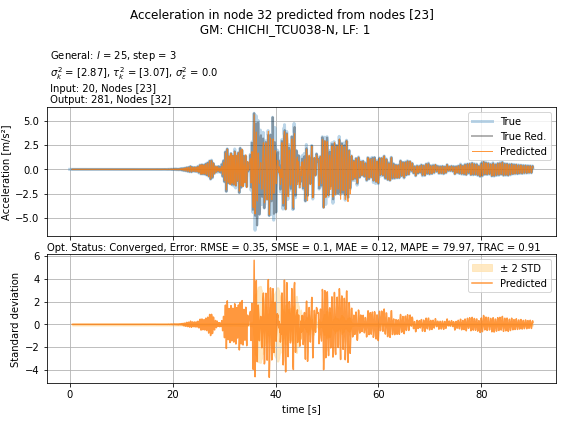 Acceleration in node 32 predicted from nodes [23]
GM: CHICHI_TCU038-N, LF: 1
General: l = 25, step = 3
σ²ₖ = [2.87], τ²ₖ = [3.07], σ²ε = 0.0
Input: 20, Nodes [23]
Output: 281, Nodes [32]
Acceleration [m/s²]
5.0
2.5
0.0
−2.5
−5.0
True
True Red.
Predicted
Opt. Status: Converged, Error: RMSE = 0.35, SMSE = 0.1, MAE = 0.12, MAPE = 79.97, TRAC = 0.91
Standard deviation
6
4
2
0
−2
−4
± 2 STD
Predicted
0
20
40
60
80
time [s]